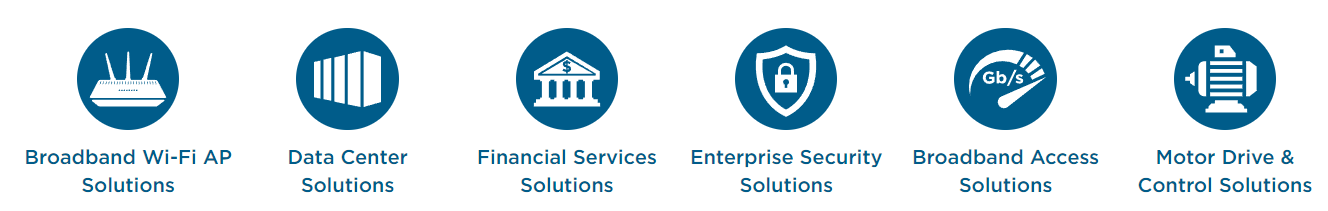 $
Gb/s
Broadband Wi-Fi AP
Solutions
Data Center
Solutions
Financial Services
Solutions
Enterprise Security
Solutions
Broadband Access
Solutions
Motor Drive &
Control Solutions